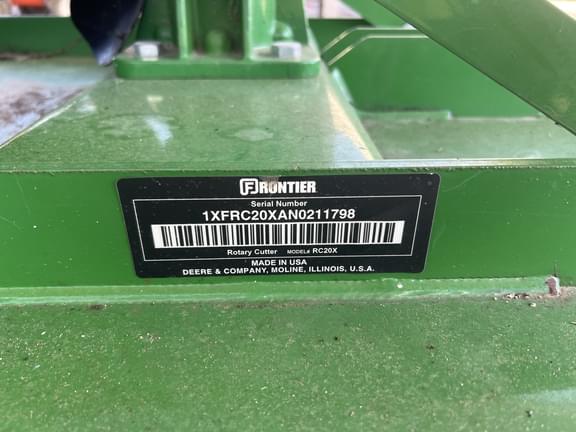 FRONTIER
Serial Number
1XFRC20XAN0211798
Rotary Cutter MODEL# RC20X
MADE IN USA
DEERE & COMPANY, MOLINE, ILLINOIS, U.S.A.